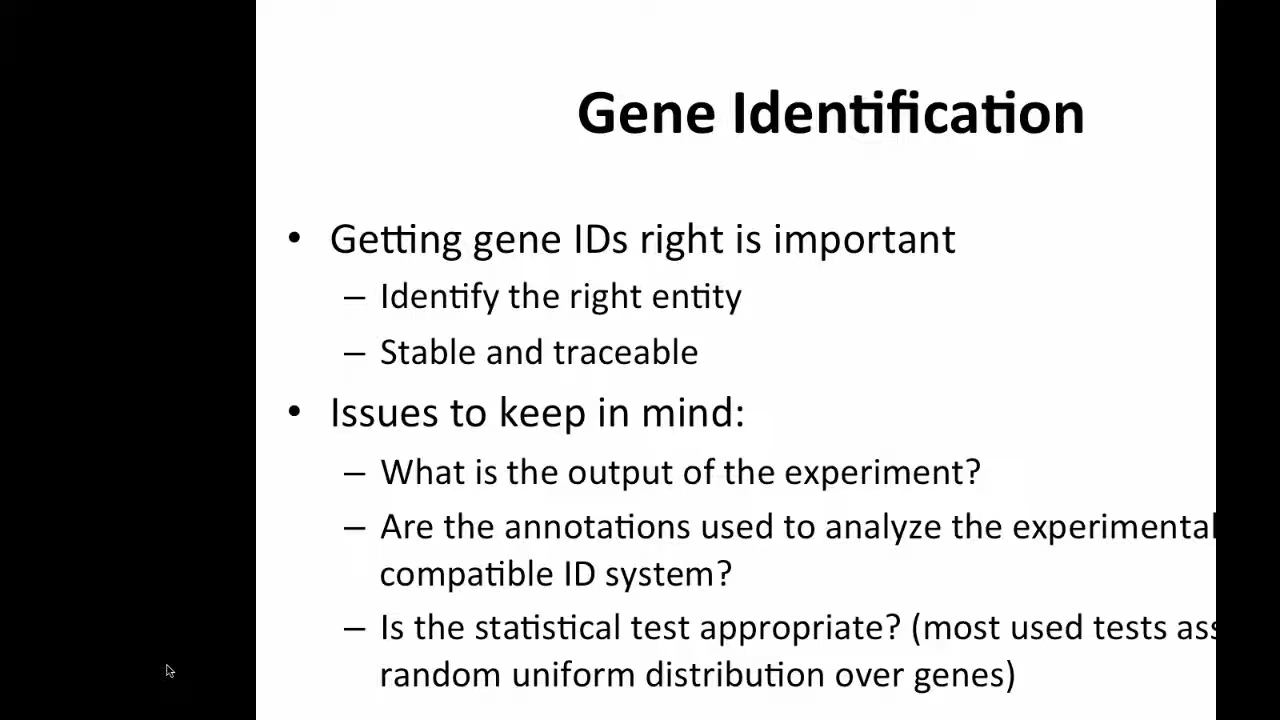 Gene Identification
• Getting gene IDs right is important
– Identify the right entity
– Stable and traceable
• Issues to keep in mind:
– What is the output of the experiment?
– Are the annotations used to analyze the experimental
compatible ID system?
– Is the statistical test appropriate? (most used tests
random uniform distribution over genes)